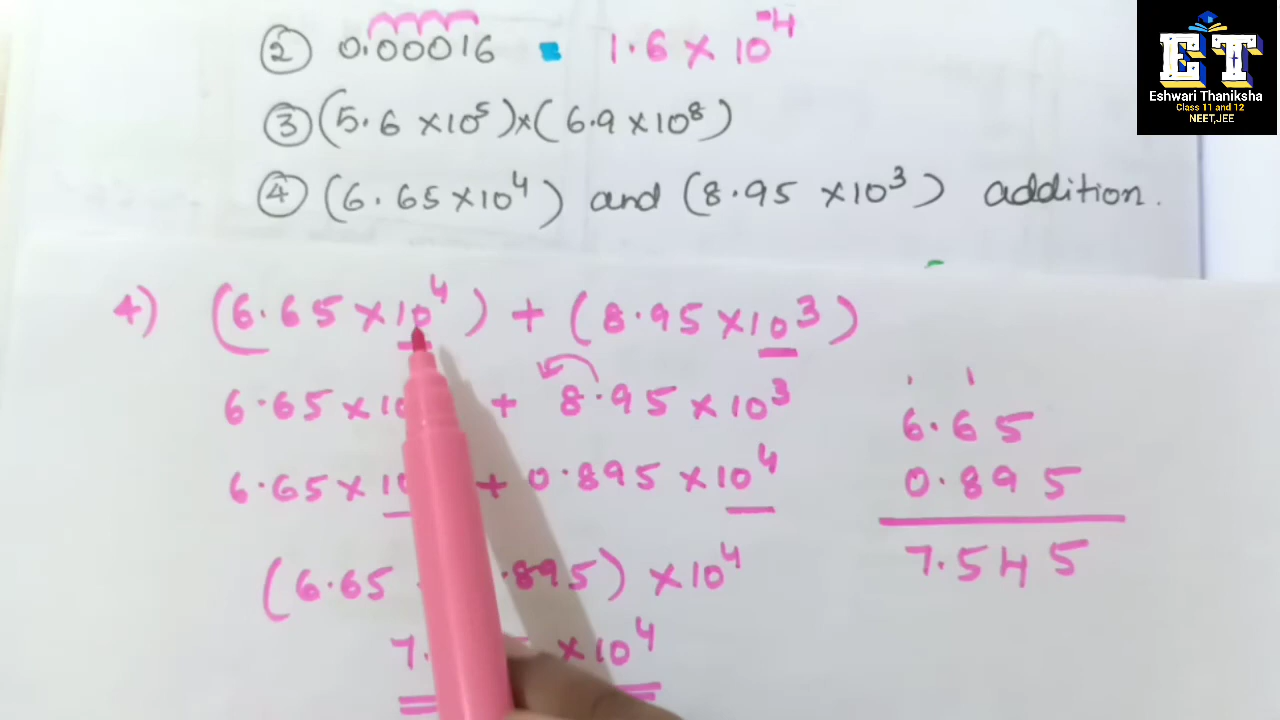 ② 0.00016 = 1.6 × 10⁻⁴
③ (5.6 ×10⁵)×(6.9 ×10⁸)
④ (6.65×10⁴) and (8.95 ×10³) addition.
4) (6.65×10⁴) + (8.95×10³)
6.65×10 + 8.95×10³
6.65×10 + 0.895×10⁴
(6.65 .895) ×10⁴
7. ×10⁴
1 1
6.65
0.895
7.545
ET
Eshwari Thaniksha
Class 11 and 12
NEET,JEE